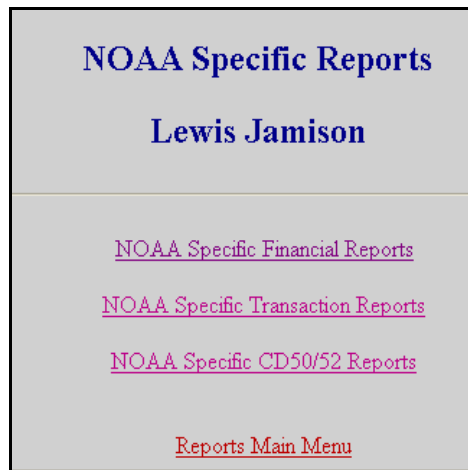 NOAA Specific Reports
Lewis Jamison
NOAA Specific Financial Reports
NOAA Specific Transaction Reports
NOAA Specific CD50/52 Reports
Reports Main Menu